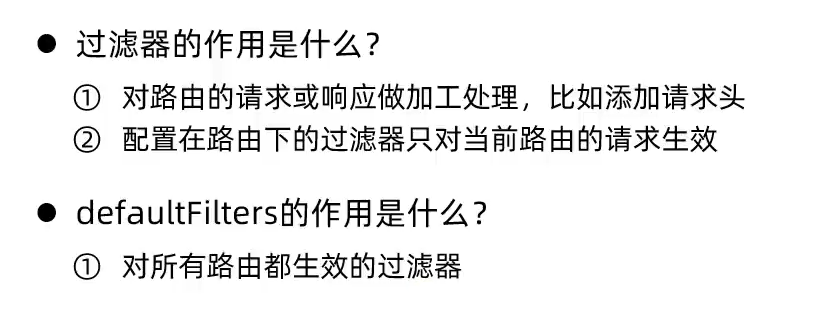 ● 过滤器的作用是什么？
① 对路由的请求或响应做加工处理，比如添加请求头
② 配置在路由下的过滤器只对当前路由的请求生效
● defaultFilters的作用是什么？
① 对所有路由都生效的过滤器